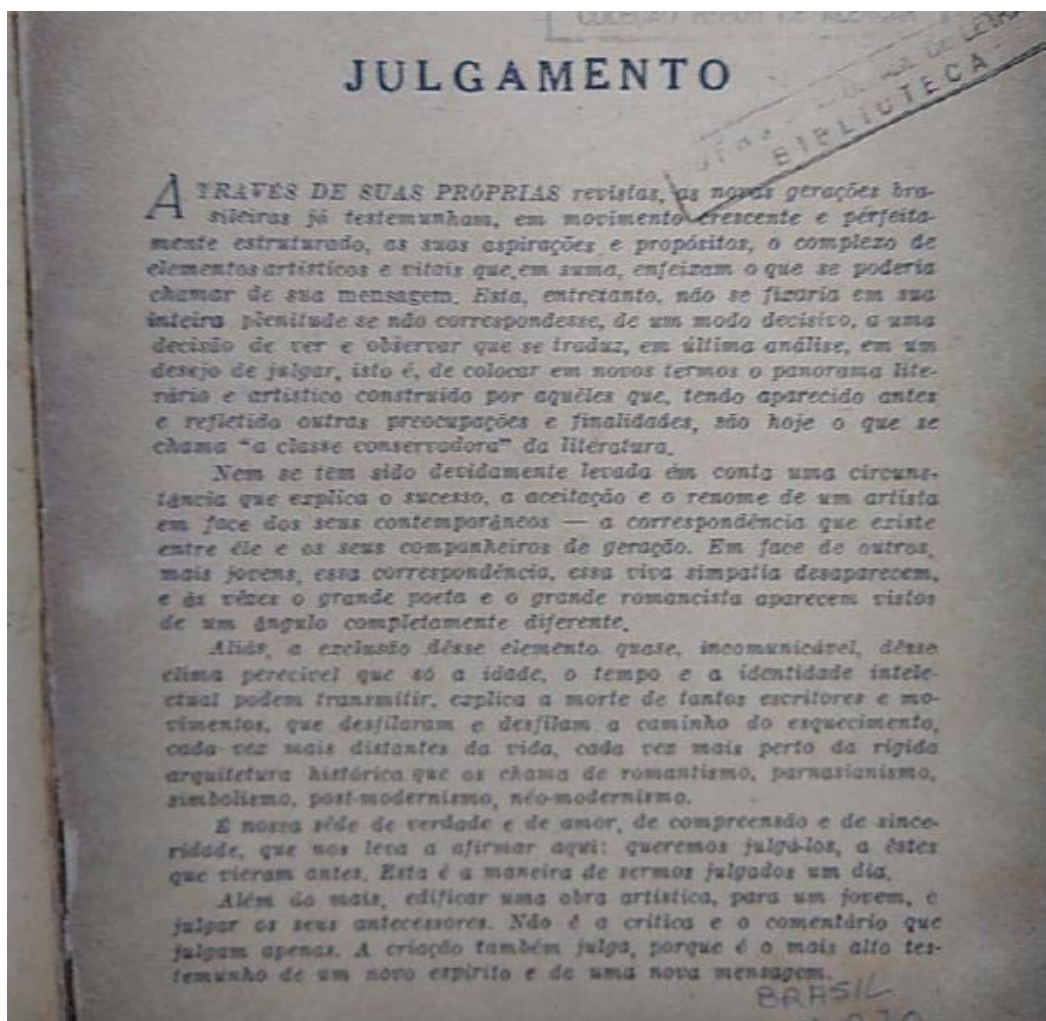 COLEÇÃO HERON DE ALENCAR
DE LETRAS
BIBLIOTECA
JULGAMENTO
ATRAVÉS DE SUAS PRÓPRIAS revistas, as novas gerações bra-
sileiras já testemunham, em movimento crescente e perfeita-
mente estruturado, as suas aspirações e propósitos, o complexo de
elementos artísticos e vitais que, em suma, enfeixam o que se poderia
chamar de sua mensagem. Esta, entretanto, não se fixaria em sua
inteira plenitude se não correspondesse, de um modo decisivo, a uma
decisão de ver e observar que se traduz, em última análise, em um
desejo de julgar, isto é, de colocar em novos termos o panorama lite-
rário e artístico construído por aquêles que, tendo aparecido antes
e refletido outras preocupações e finalidades, são hoje o que se
chama "a classe conservadora" da literatura.
Nem se tem sido devidamente levada em conta uma circuns-
tância que explica o sucesso, a aceitação e o renome de um artista
em face dos seus contemporâneos — a correspondência que existe
entre êle e os seus companheiros de geração. Em face de outros,
mais jovens, essa correspondência, essa viva simpatia desaparecem,
e às vêzes o grande poeta e o grande romancista aparecem vistos
de um ângulo completamente diferente.
Aliás, a exclusão dêsse elemento quase, incomunicável, dêsse
clima perecível que só a idade, o tempo e a identidade intele-
ctual podem transmitir, explica a morte de tantos escritores e mo-
vimentos, que desfilaram e desfilam a caminho do esquecimento,
cada vez mais distantes da vida, cada vez mais perto da rígida
arquitetura histórica que os chama de romantismo, parnasianismo,
simbolismo, post-modernismo, néo-modernismo.
É nossa sêde de verdade e de amor, de compreensão e de since-
ridade, que nos leva a afirmar aqui: queremos julgá-los, a êstes
que vieram antes. Esta é a maneira de sermos julgados um dia.
Além do mais, edificar uma obra artística, para um jovem, é
julgar os seus antecessores. Não é a crítica e o comentário que
julgam apenas. A criação também julga, porque é o mais alto tes-
temunho de um novo espírito e de uma nova mensagem.
BRASIL